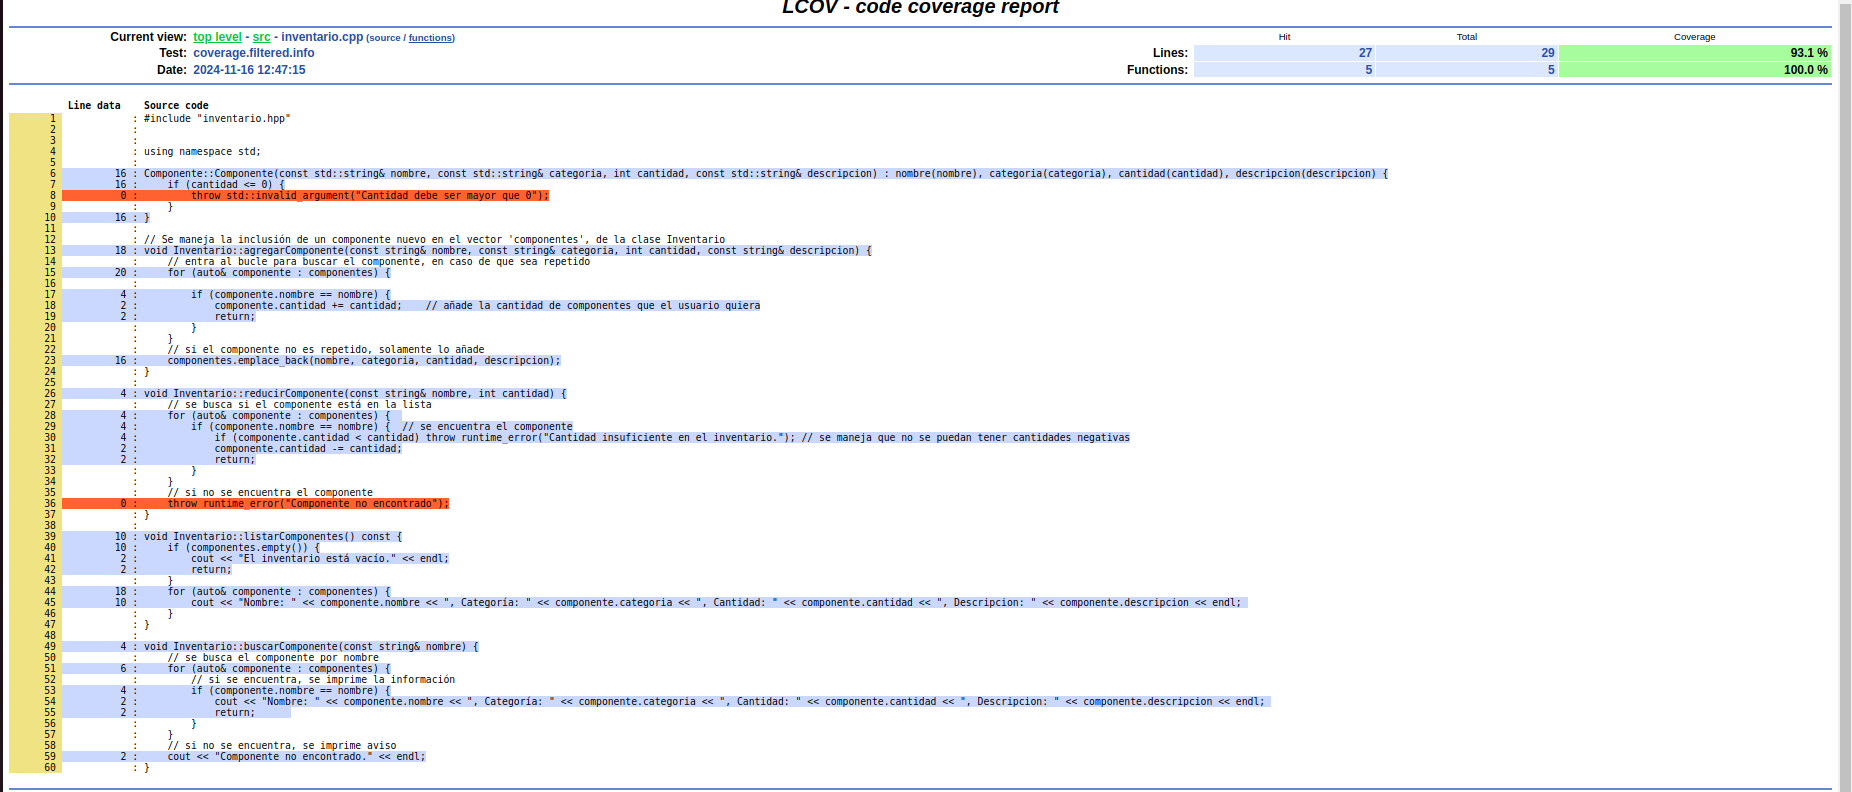 LCOV - code coverage report
Current view: top level - src - inventario.cpp (source / functions) Hit Total Coverage
Test: coverage.filtered.info Lines: 27 29 93.1 %
Date: 2024-11-16 12:47:15 Functions: 5 5 100.0 %
Line data Source code
1 : #include "inventario.hpp"
2 :
3 :
4 : using namespace std;
5 :
6 16 : Componente::Componente(const std::string& nombre, const std::string& categoria, int cantidad, const std::string& descripcion) : nombre(nombre), categoria(categoria), cantidad(cantidad), descripcion(descripcion) {
7 16 : if (cantidad <= 0) {
8 0 : throw std::invalid_argument("Cantidad debe ser mayor que 0");
9 : }
10 16 : }
11 :
12 : // Se maneja la inclusión de un componente nuevo en el vector 'componentes', de la clase Inventario
13 18 : void Inventario::agregarComponente(const string& nombre, const string& categoria, int cantidad, const string& descripcion) {
14 : // entra al bucle para buscar el componente, en caso de que sea repetido
15 20 : for (auto& componente : componentes) {
16 :
17 4 : if (componente.nombre == nombre) {
18 2 : componente.cantidad += cantidad; // añade la cantidad de componentes que el usuario quiera
19 2 : return;
20 : }
21 : }
22 : // si el componente no es repetido, solamente lo añade
23 16 : componentes.emplace_back(nombre, categoria, cantidad, descripcion);
24 : }
25 :
26 4 : void Inventario::reducirComponente(const string& nombre, int cantidad) {
27 : // se busca si el componente está en la lista
28 4 : for (auto& componente : componentes) {
29 4 : if (componente.nombre == nombre) { // se encuentra el componente
30 4 : if (componente.cantidad < cantidad) throw runtime_error("Cantidad insuficiente en el inventario."); // se maneja que no se puedan tener cantidades negativas
31 2 : componente.cantidad -= cantidad;
32 2 : return;
33 : }
34 : }
35 : // si no se encuentra el componente
36 0 : throw runtime_error("Componente no encontrado");
37 : }
38 :
39 10 : void Inventario::listarComponentes() const {
40 10 : if (componentes.empty()) {
41 2 : cout << "El inventario está vacío." << endl;
42 2 : return;
43 : }
44 18 : for (auto& componente : componentes) {
45 10 : cout << "Nombre: " << componente.nombre << ", Categoría: " << componente.categoria << ", Cantidad: " << componente.cantidad << ", Descripcion: " << componente.descripcion << endl;
46 : }
47 : }
48 :
49 4 : void Inventario::buscarComponente(const string& nombre) {
50 : // se busca el componente por nombre
51 6 : for (auto& componente : componentes) {
52 : // si se encuentra, se imprime la información
53 4 : if (componente.nombre == nombre) {
54 2 : cout << "Nombre: " << componente.nombre << ", Categoría: " << componente.categoria << ", Cantidad: " << componente.cantidad << ", Descripcion: " << componente.descripcion << endl;
55 2 : return;
56 : }
57 : }
58 : // si no se encuentra, se imprime aviso
59 2 : cout << "Componente no encontrado." << endl;
60 : }